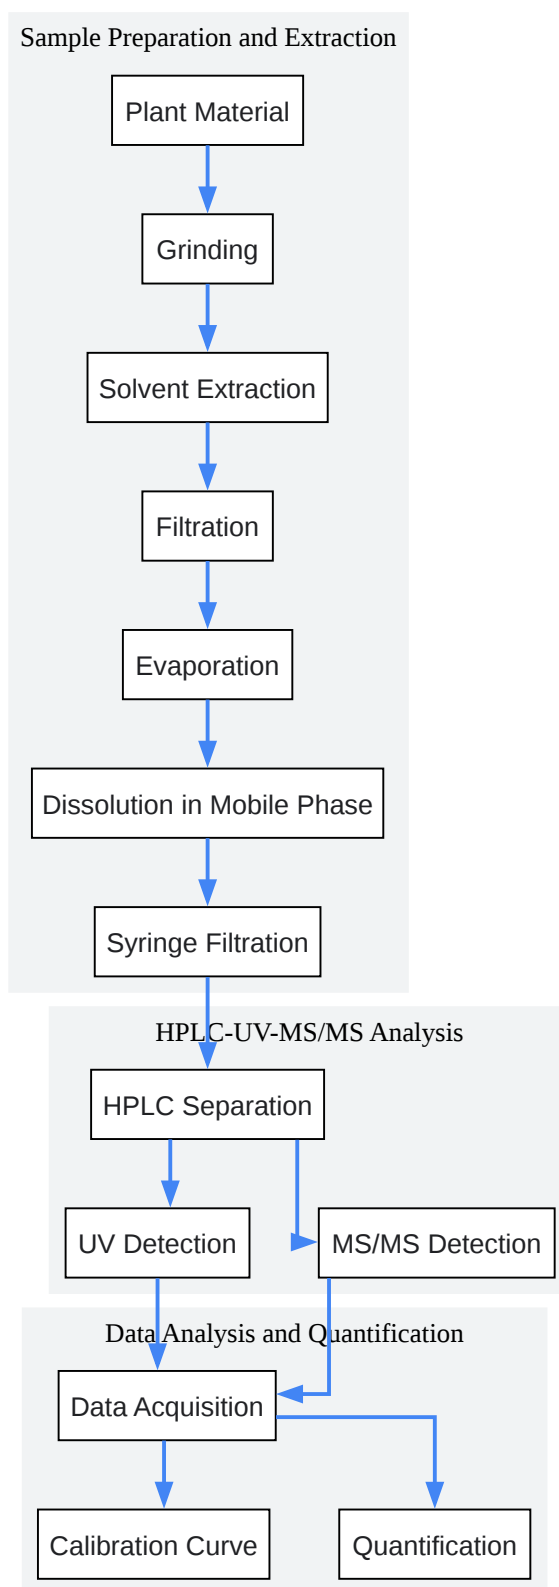 Sample Preparation and Extraction
Plant Material
Grinding
Solvent Extraction
Filtration
Evaporation
Dissolution in Mobile Phase
Syringe Filtration
HPLC-UV-MS/MS Analysis
HPLC Separation
UV Detection
MS/MS Detection
Data Analysis and Quantification
Data Acquisition
Calibration Curve
Quantification